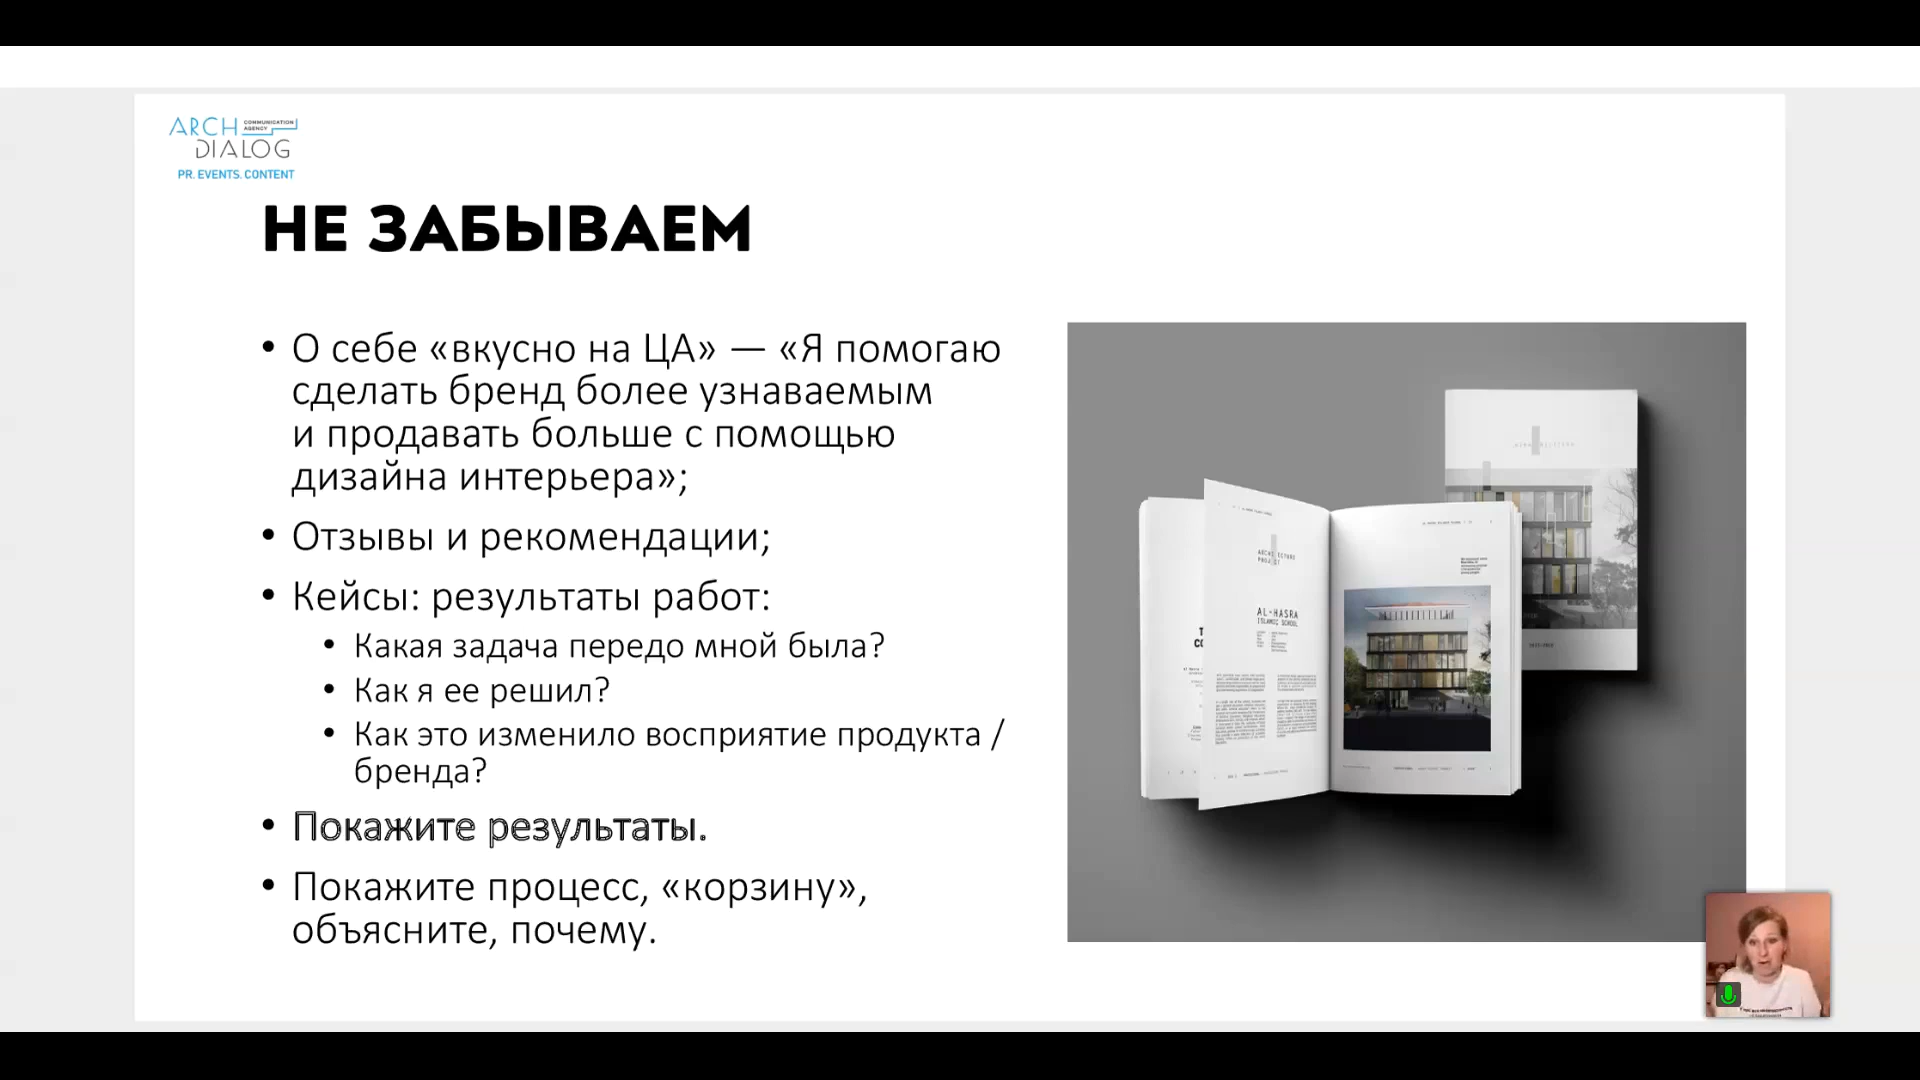 ARCH COMMUNICATION
AGENCY
DIALOG
PR. EVENTS. CONTENT
НЕ ЗАБЫВАЕМ
• О себе «вкусно на ЦА» — «Я помогаю
сделать бренд более узнаваемым
и продавать больше с помощью
дизайна интерьера»;
• Отзывы и рекомендации;
• Кейсы: результаты работ:
• Какая задача передо мной была?
• Как я ее решил?
• Как это изменило восприятие продукта /
бренда?
• Покажите результаты.
• Покажите процесс, «корзину»,
объясните, почему.
AL-HASRA
ISLAMIC SCHOOL